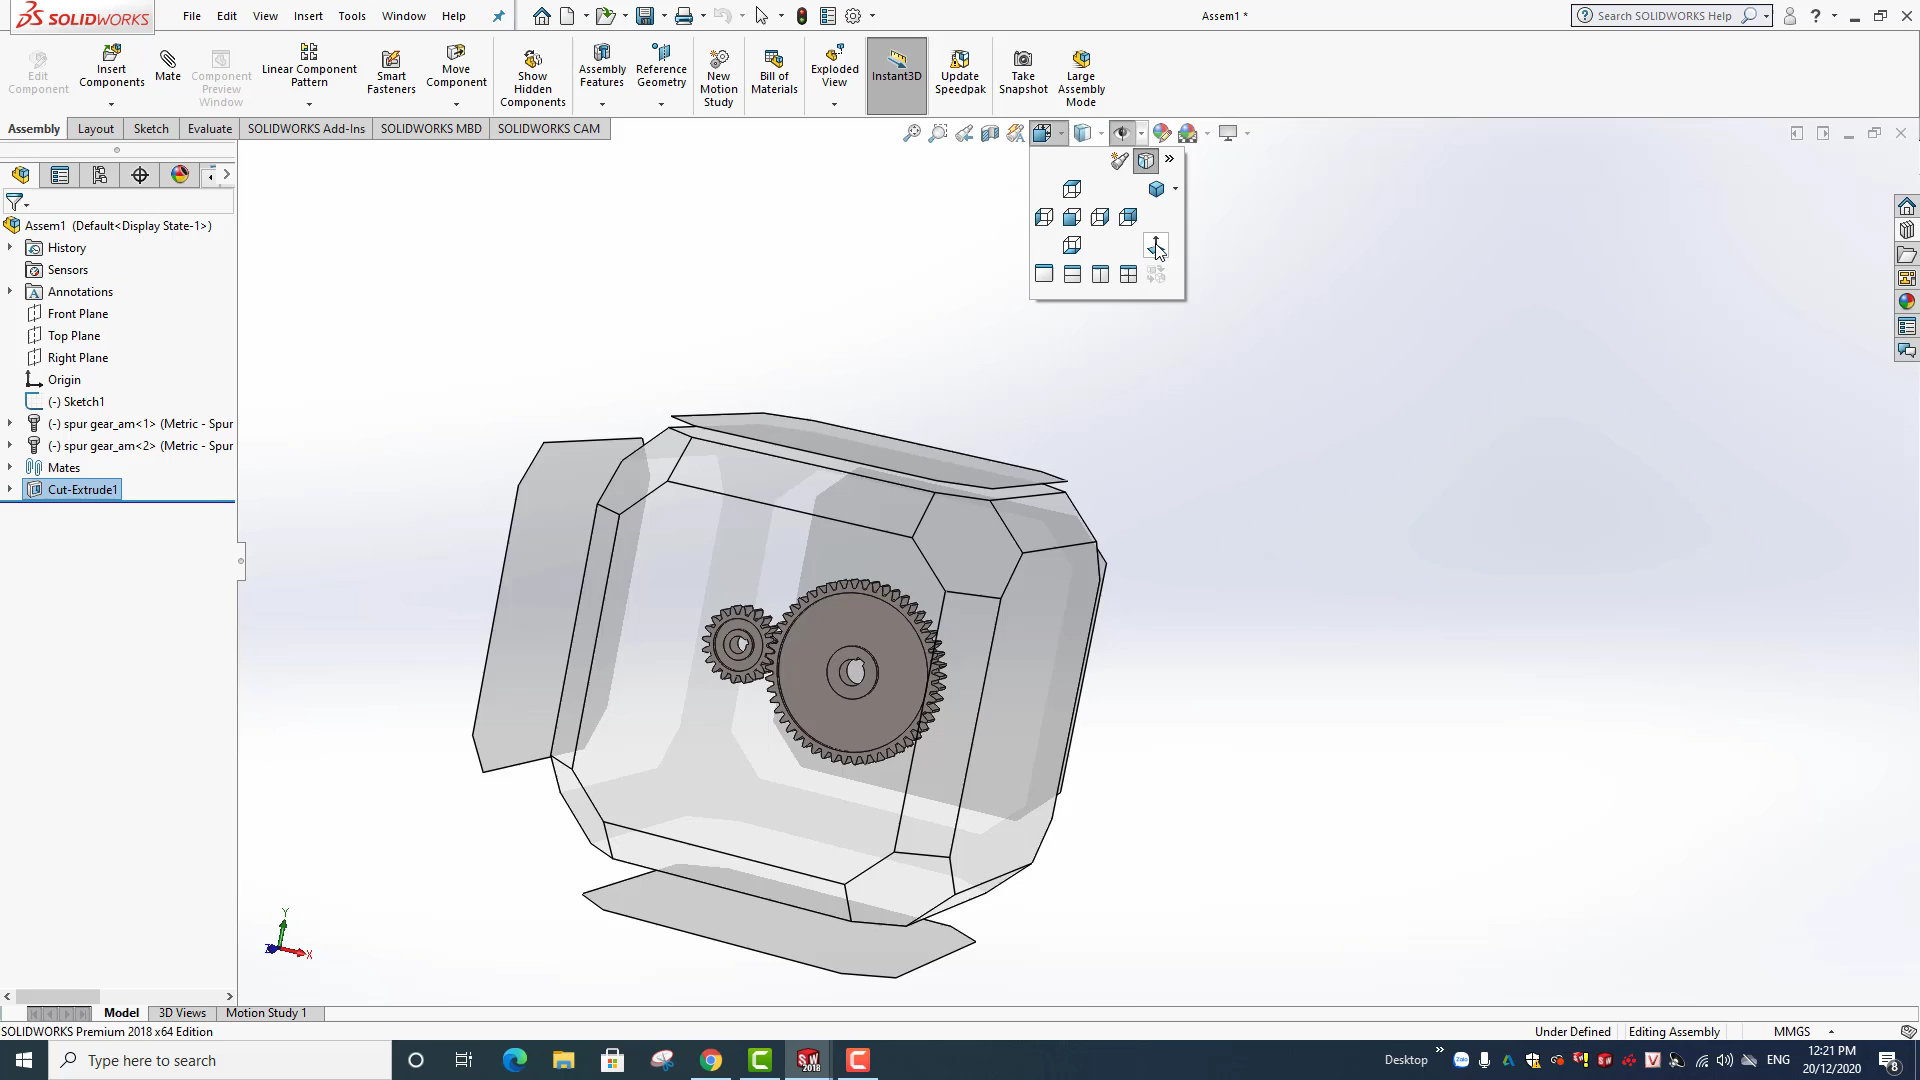 SOLIDWORKS File Edit View Insert Tools Window Help Assem1 * Search SOLIDWORKS Help ?
Edit Component
Insert Components
Mate
Component Preview Window
Linear Component Pattern
Smart Fasteners
Move Component
Show Hidden Components
Assembly Features
Reference Geometry
New Motion Study
Bill of Materials
Exploded View
Instant3D
Update Speedpak
Take Snapshot
Large Assembly Mode
Assembly Layout Sketch Evaluate SOLIDWORKS Add-Ins SOLIDWORKS MBD SOLIDWORKS CAM
Assem1 (Default<Display State-1>)
History
Sensors
Annotations
Front Plane
Top Plane
Right Plane
Origin
(-) Sketch1
(-) spur gear_am<1> (Metric - Spur
(-) spur gear_am<2> (Metric - Spur
Mates
Cut-Extrude1
Y
X
Z
Model 3D Views Motion Study 1
SOLIDWORKS Premium 2018 x64 Edition Under Defined Editing Assembly MMGS
Type here to search Desktop ENG 12:21 PM
20/12/2020 8